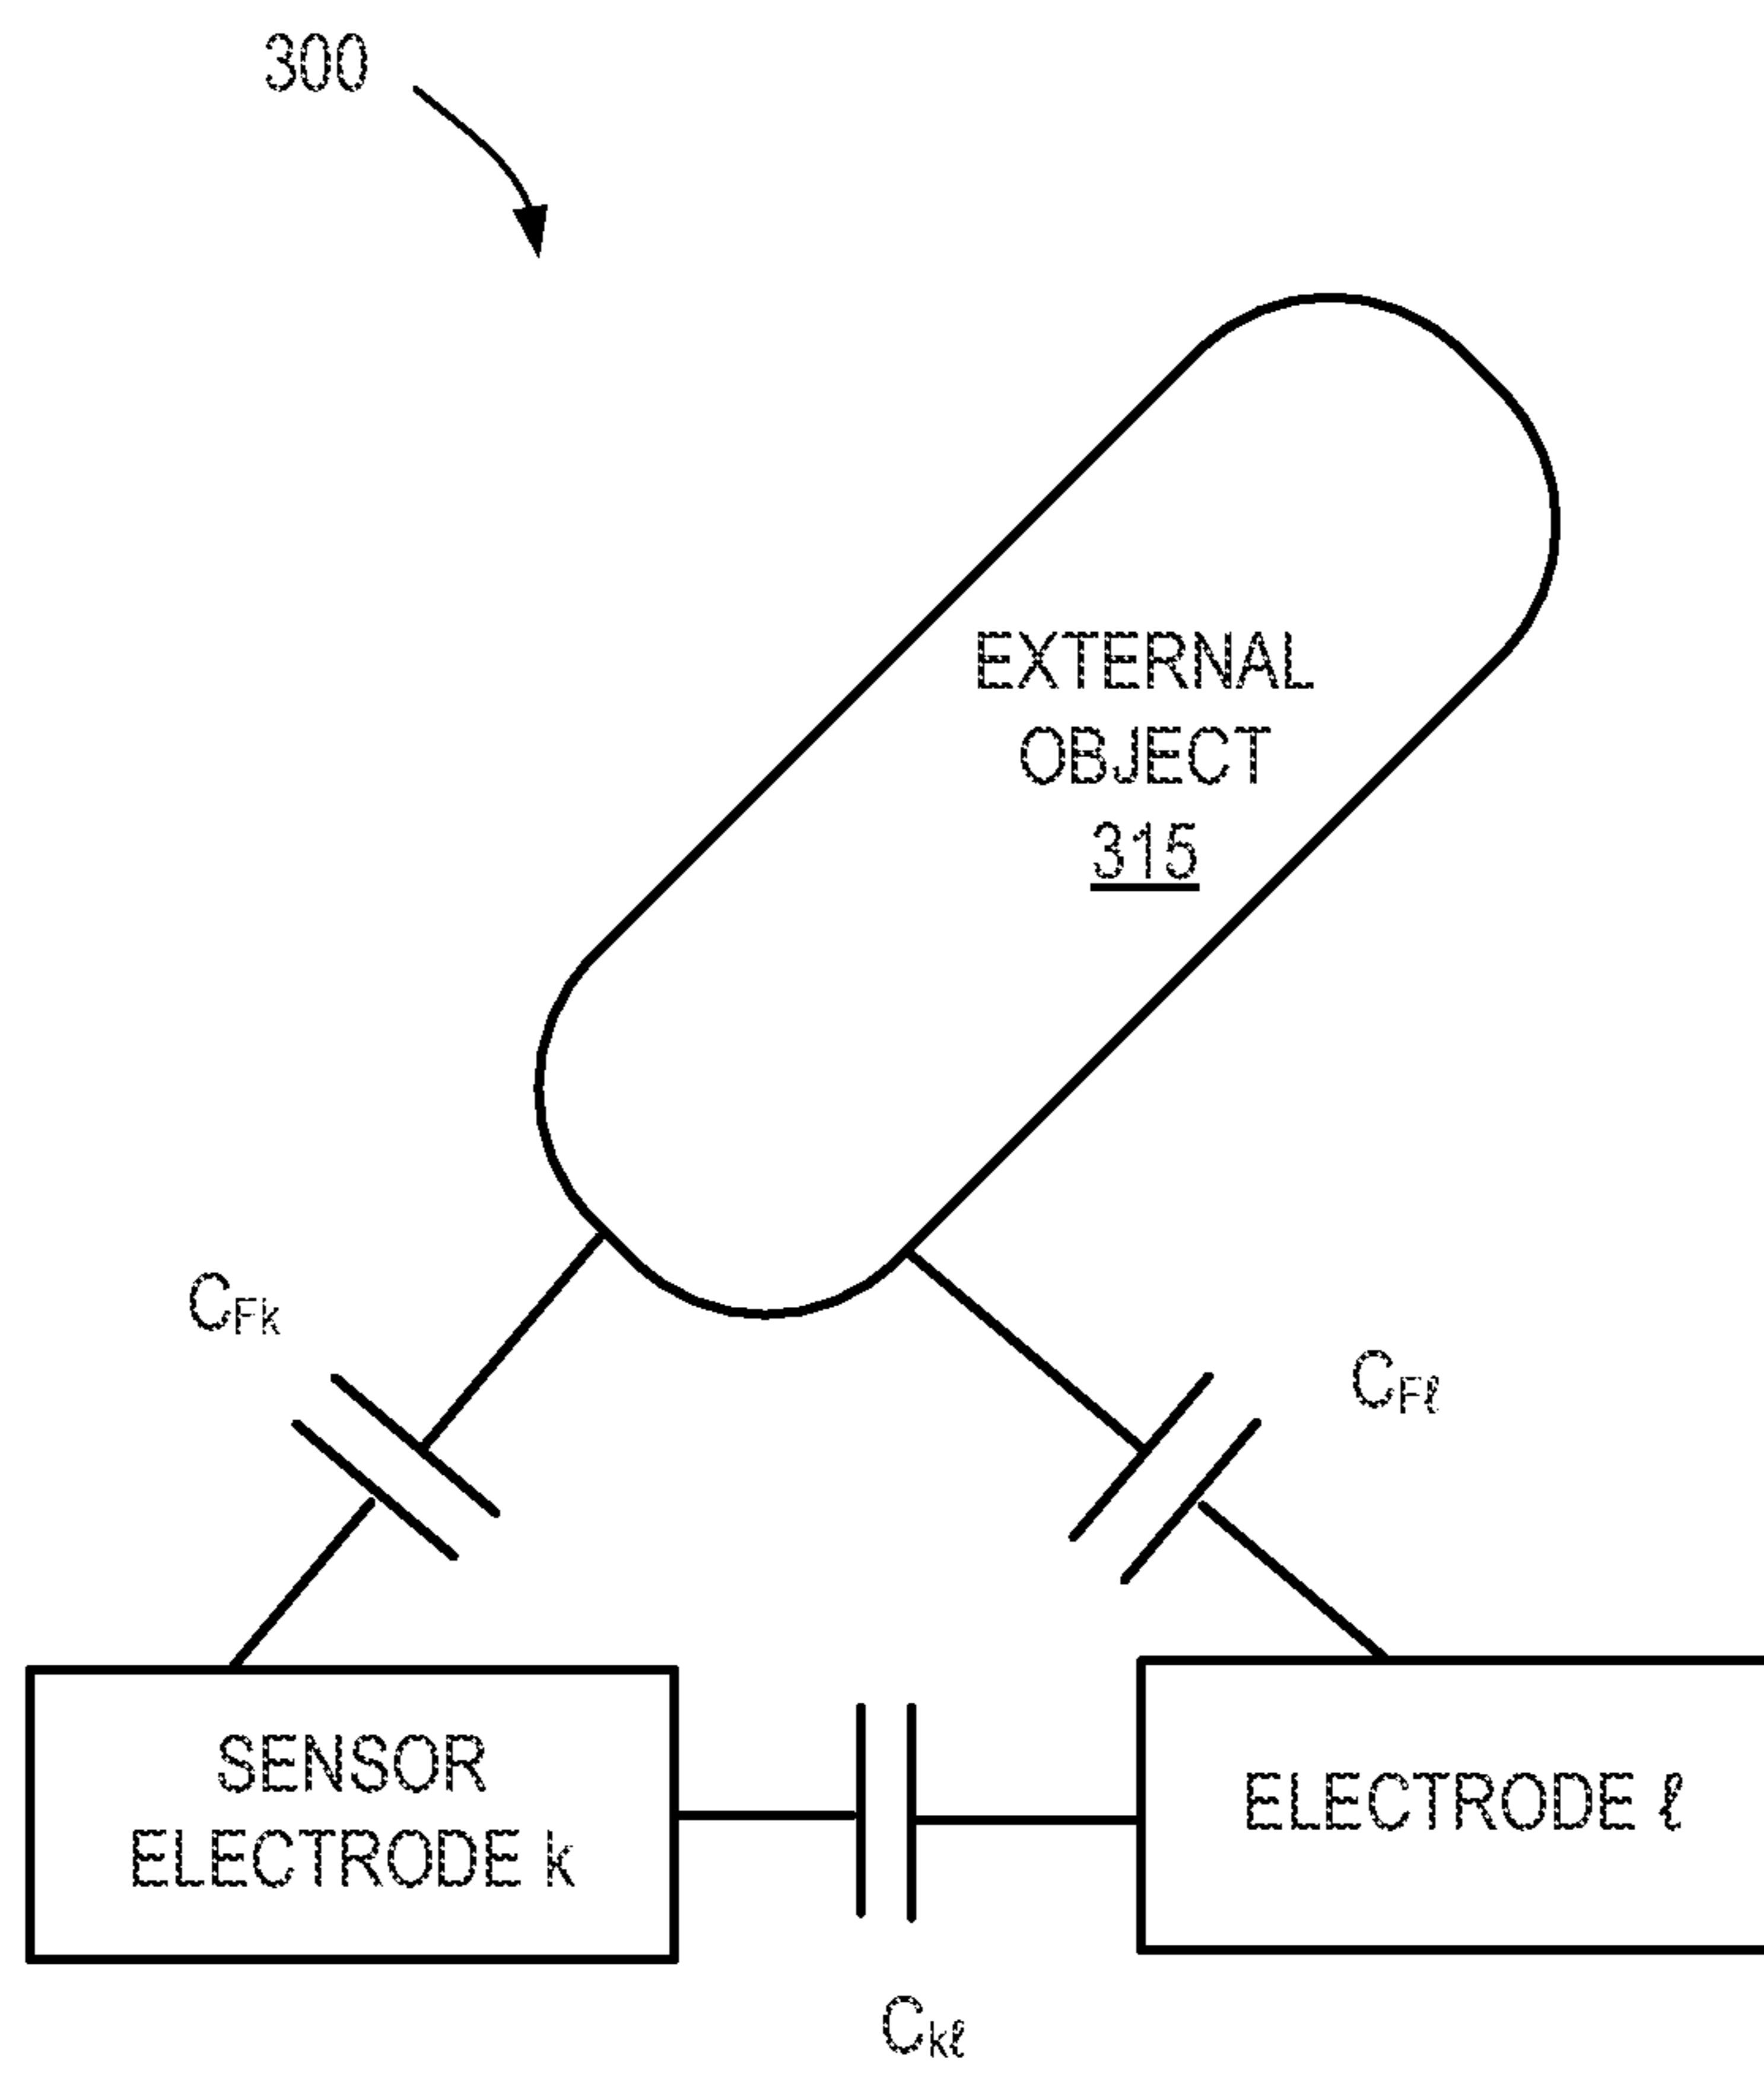 300
EXTERNAL
OBJECT
315
CFk
CFℓ
SENSOR
ELECTRODE k
ELECTRODE ℓ
Ckℓ